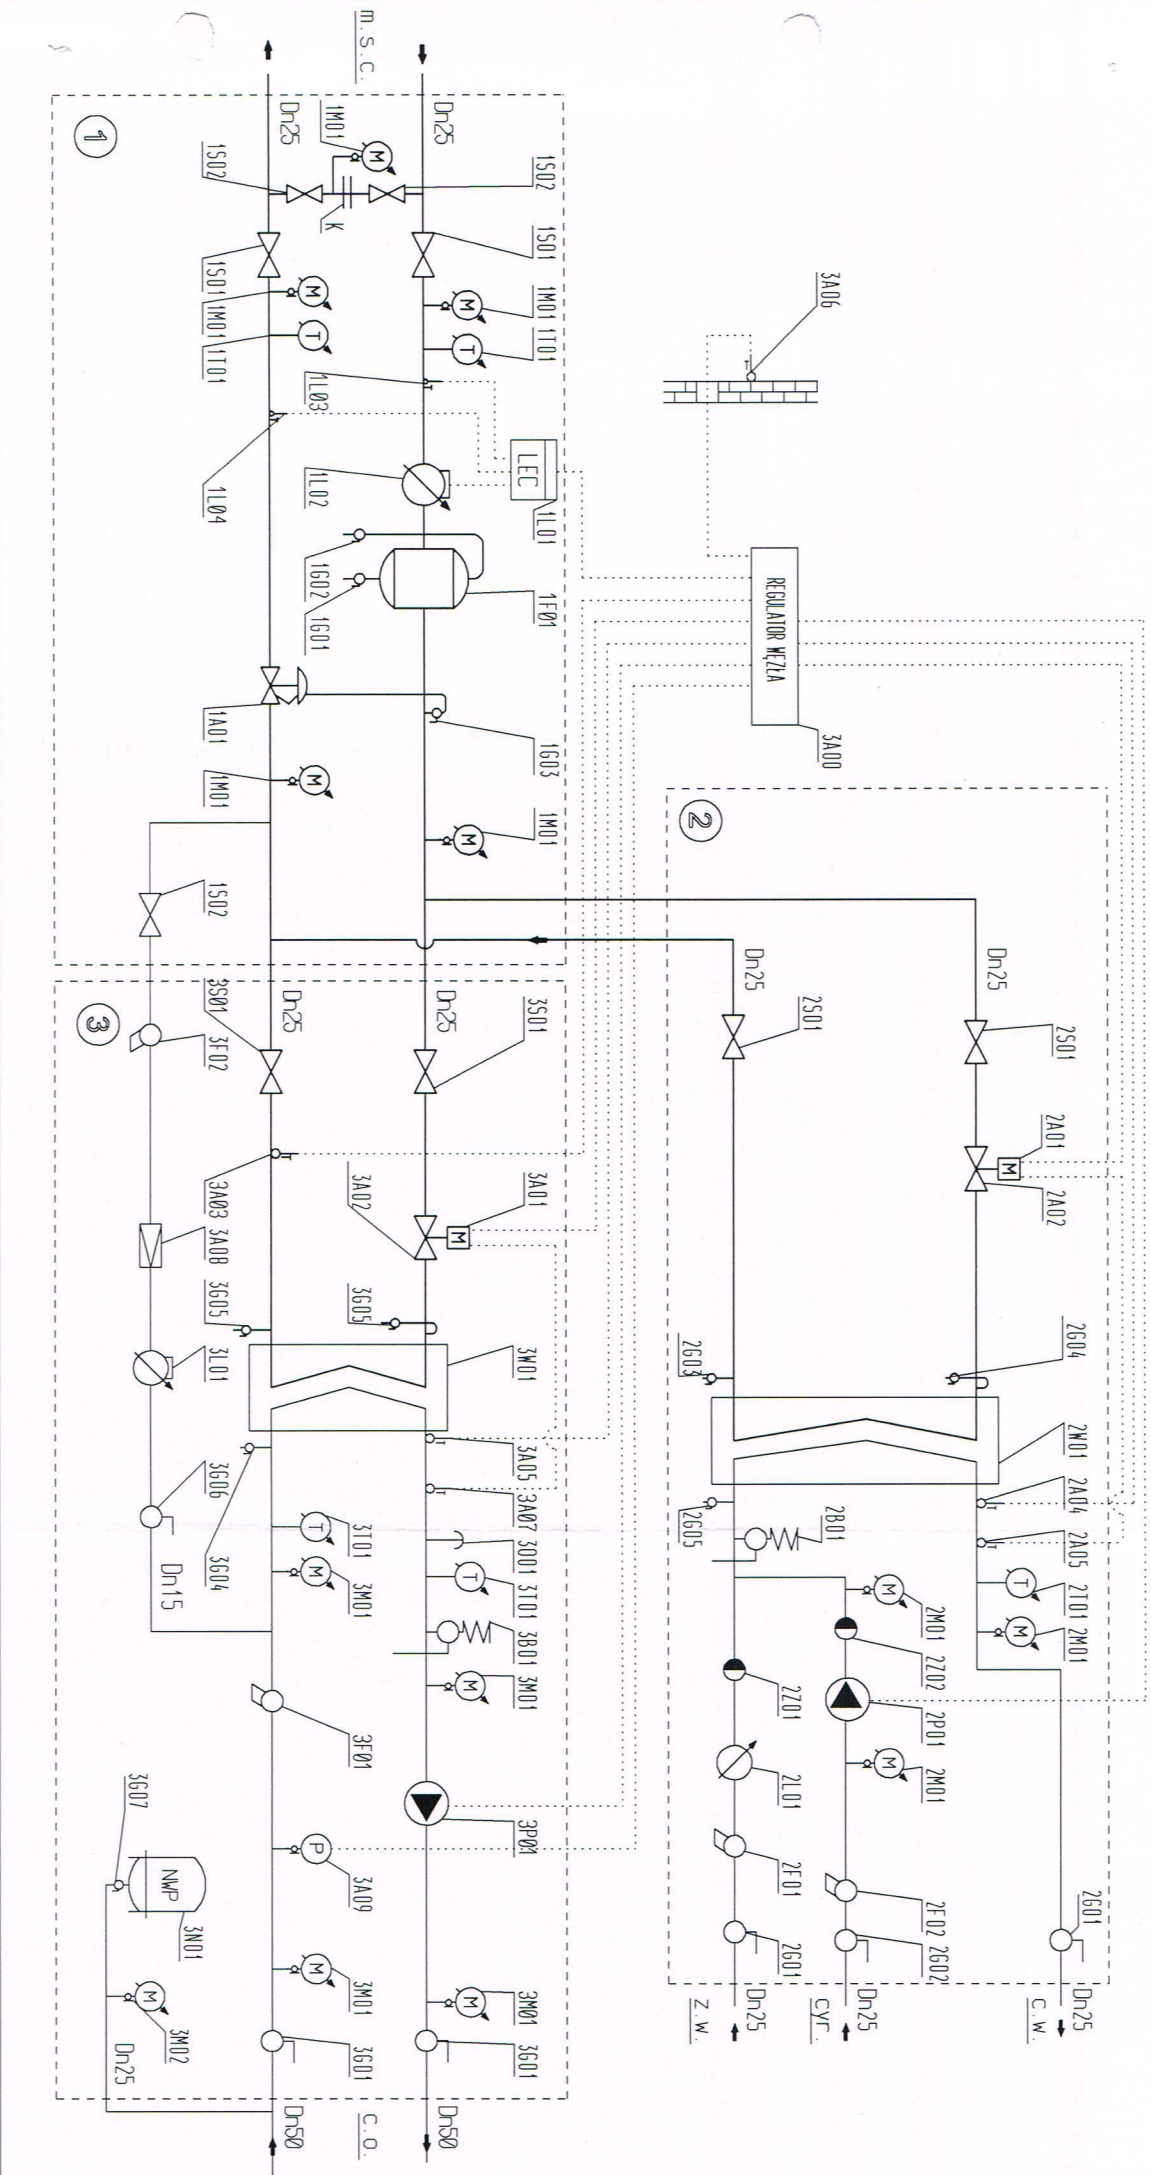 2G01
2S01
2A01
2A02
2G04
2W01
2A04
2A05
2T01
2M01
Dn25
C.W.
Dn25
2M01
2Z02
2P01
2M01
2F02
2G02
Dn25
cyr.
3A06
REGULATOR WĘZŁA
3A00
2S01
2B01
2Z01
2L01
2F01
2G01
Dn25
Z.W.
Dn25
2
2G03
2G05
1S02
1S01
1M01
1T01
LEC
1L01
1F01
1G03
1M01
3S01
3A01
3W01
3A05
3A07
3O01
3T01
3B01
3M01
3P01
3M01
3G01
M
T
M
M
M
T
M
M
Dn25
Dn25
Dn50
m.s.c.
3A02
3G05
3T01
3M01
3F01
3A09
3M01
3G01
C.O.
1M01
M
K
1L03
1L02
1G02
1G01
Dn25
Dn25
Dn50
M
T
M
T
M
P
M
1S02
1S01
1M01
1T01
1L04
1A01
1M01
1S02
3S01
3F02
3A03
3A08
3G05
3L01
3G06
3G04
3N01
NWP
Dn15
3M02
M
3G07
Dn25
1
3